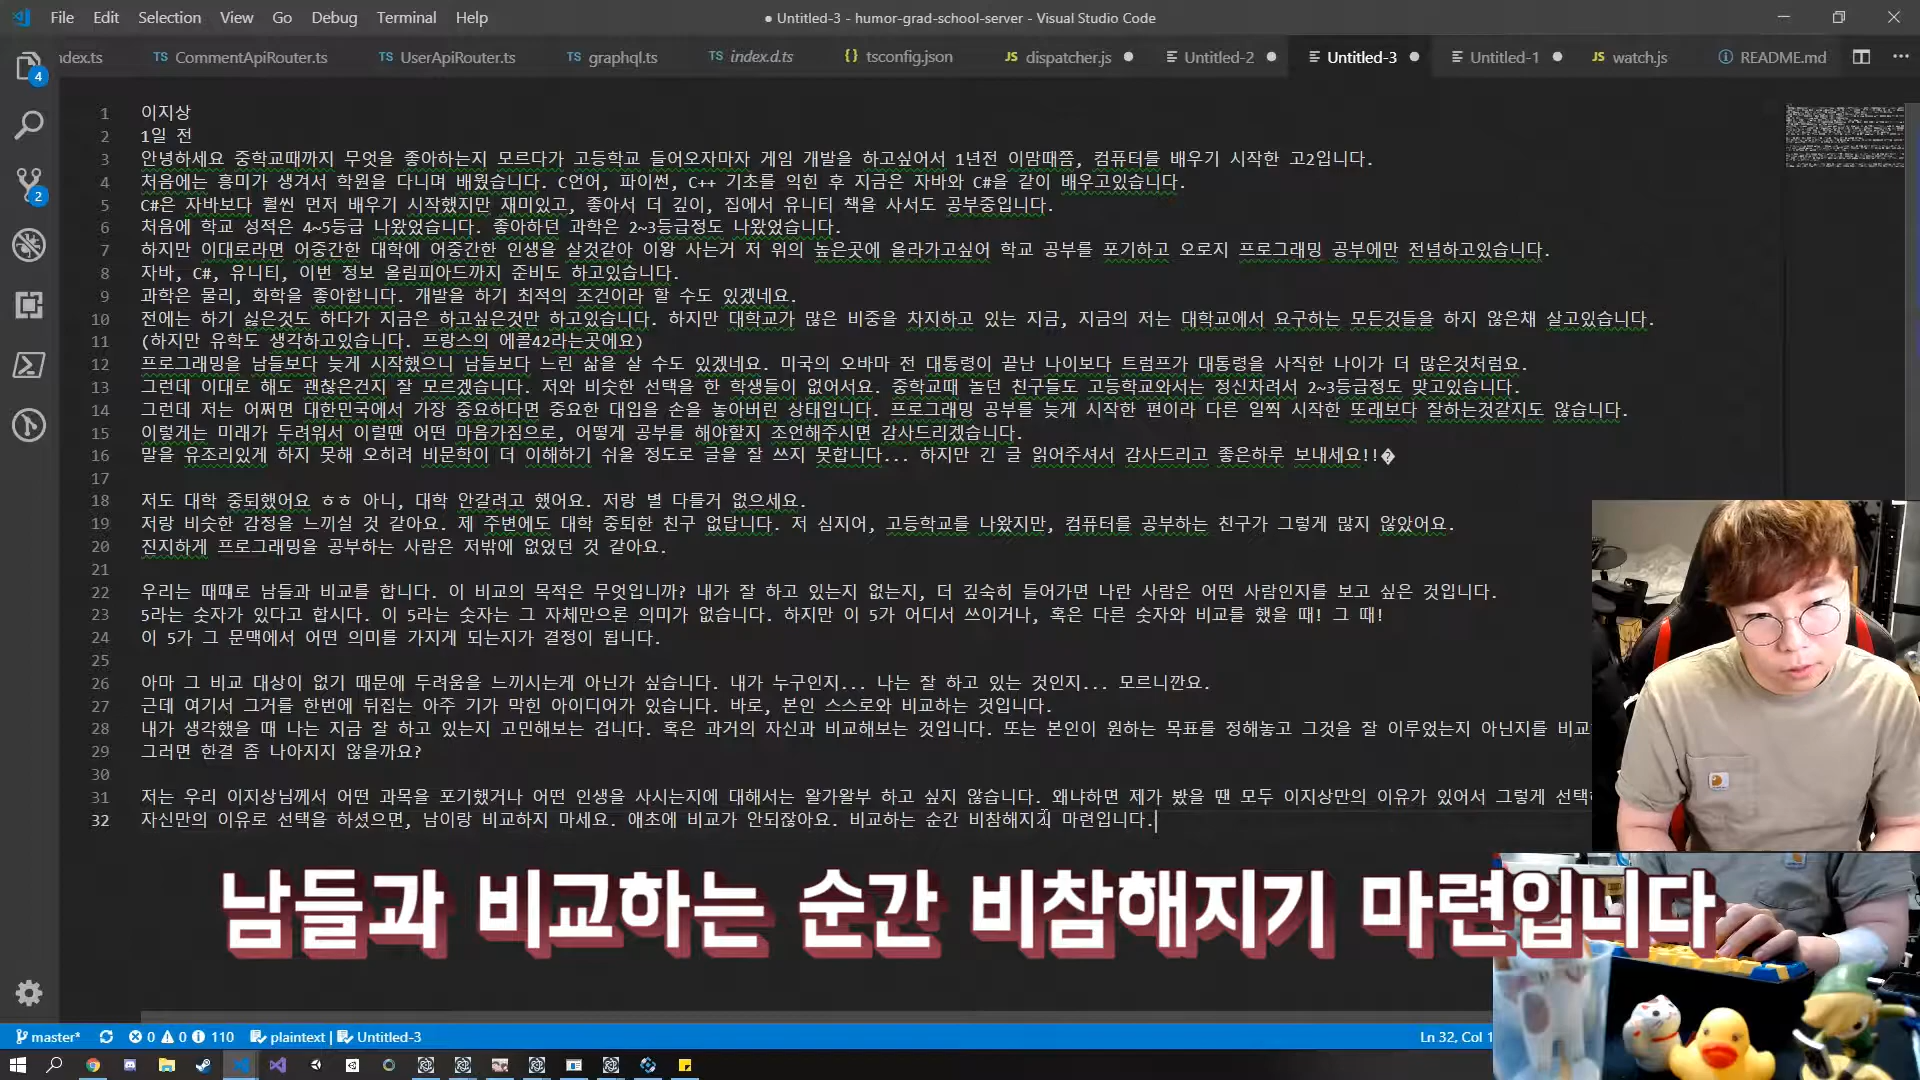 File Edit Selection View Go Debug Terminal Help
● Untitled-3 - humor-grad-school-server - Visual Studio Code
ndex.ts
TS CommentApiRouter.ts
TS UserApiRouter.ts
TS graphql.ts
TS index.d.ts
{} tsconfig.json
JS dispatcher.js
Untitled-2
Untitled-3
Untitled-1
JS watch.js
README.md
4
2
1 이지상
2 1일 전
3 안녕하세요 중학교때까지 무엇을 좋아하는지 모르다가 고등학교 들어오자마자 게임 개발을 하고싶어서 1년전 이맘때쯤, 컴퓨터를 배우기 시작한 고2입니다.
4 처음에는 흥미가 생겨서 학원을 다니며 배웠습니다. C언어, 파이썬, C++ 기초를 익힌 후 지금은 자바와 C#을 같이 배우고있습니다.
5 C#은 자바보다 훨씬 먼저 배우기 시작했지만 재미있고, 좋아서 더 깊이, 집에서 유니티 책을 사서도 공부중입니다.
6 처음에 학교 성적은 4~5등급 나왔었습니다. 좋아하던 과학은 2~3등급정도 나왔었습니다.
7 하지만 이대로라면 어중간한 대학에 어중간한 인생을 살것같아 이왕 사는거 저 위의 높은곳에 올라가고싶어 학교 공부를 포기하고 오로지 프로그래밍 공부에만 전념하고있습니다.
8 자바, C#, 유니티, 이번 정보 올림피아드까지 준비도 하고있습니다.
9 과학은 물리, 화학을 좋아합니다. 개발을 하기 최적의 조건이라 할 수도 있겠네요.
10 전에는 하기 싫은것도 하다가 지금은 하고싶은것만 하고있습니다. 하지만 대학교가 많은 비중을 차지하고 있는 지금, 지금의 저는 대학교에서 요구하는 모든것들을 하지 않은채 살고있습니다.
11 (하지만 유학도 생각하고있습니다. 프랑스의 에콜42라는곳에요)
12 프로그래밍을 남들보다 늦게 시작했으니 남들보다 느린 삶을 살 수도 있겠네요. 미국의 오바마 전 대통령이 끝난 나이보다 트럼프가 대통령을 사직한 나이가 더 많은것처럼요.
13 그런데 이대로 해도 괜찮은건지 잘 모르겠습니다. 저와 비슷한 선택을 한 학생들이 없어서요. 중학교때 놀던 친구들도 고등학교와서는 정신차려서 2~3등급정도 맞고있습니다.
14 그런데 저는 어쩌면 대한민국에서 가장 중요하다면 중요한 대입을 손을 놓아버린 상태입니다. 프로그래밍 공부를 늦게 시작한 편이라 다른 일찍 시작한 또래보다 잘하는것같지도 않습니다.
15 이렇게는 미래가 두려워서 이럴땐 어떤 마음가짐으로, 어떻게 공부를 해야할지 조언해주시면 감사드리겠습니다.
16 말을 유조리있게 하지 못해 오히려 비문학이 더 이해하기 쉬울 정도로 글을 잘 쓰지 못합니다... 하지만 긴 글 읽어주셔서 감사드리고 좋은하루 보내세요!!�
17
18 저도 대학 중퇴했어요 ㅎㅎ 아니, 대학 안갈려고 했어요. 저랑 별 다를거 없으세요.
19 저랑 비슷한 감정을 느끼실 것 같아요. 제 주변에도 대학 중퇴한 친구 없답니다. 저 심지어, 고등학교를 나왔지만, 컴퓨터를 공부하는 친구가 그렇게 많지 않았어요.
20 진지하게 프로그래밍을 공부하는 사람은 저밖에 없었던 것 같아요.
21
22 우리는 때때로 남들과 비교를 합니다. 이 비교의 목적은 무엇입니까? 내가 잘 하고 있는지 없는지, 더 깊숙히 들어가면 나란 사람은 어떤 사람인지를 보고 싶은 것입니다.
23 5라는 숫자가 있다고 합시다. 이 5라는 숫자는 그 자체만으론 의미가 없습니다. 하지만 이 5가 어디서 쓰이거나, 혹은 다른 숫자와 비교를 했을 때! 그 때!
24 이 5가 그 문맥에서 어떤 의미를 가지게 되는지가 결정이 됩니다.
25
26 아마 그 비교 대상이 없기 때문에 두려움을 느끼시는게 아닌가 싶습니다. 내가 누구인지... 나는 잘 하고 있는 것인지... 모르니깐요.
27 근데 여기서 그거를 한번에 뒤집는 아주 기가 막힌 아이디어가 있습니다. 바로, 본인 스스로와 비교하는 것입니다.
28 내가 생각했을 때 나는 지금 잘 하고 있는지 고민해보는 겁니다. 혹은 과거의 자신과 비교해보는 것입니다. 또는 본인이 원하는 목표를 정해놓고 그것을 잘 이루었는지 아닌지를 비교
29 그러면 한결 좀 나아지지 않을까요?
30
31 저는 우리 이지상님께서 어떤 과목을 포기했거나 어떤 인생을 사시는지에 대해서는 왈가왈부 하고 싶지 않습니다. 왜냐하면 제가 봤을 땐 모두 이지상만의 이유가 있어서 그렇게 선택
32 자신만의 이유로 선택을 하셨으면, 남이랑 비교하지 마세요. 애초에 비교가 안되잖아요. 비교하는 순간 비참해지기 마련입니다.
남들과 비교하는 순간 비참해지기 마련입니다
master* 0 0 110 plaintext Untitled-3 Ln 32, Col 1